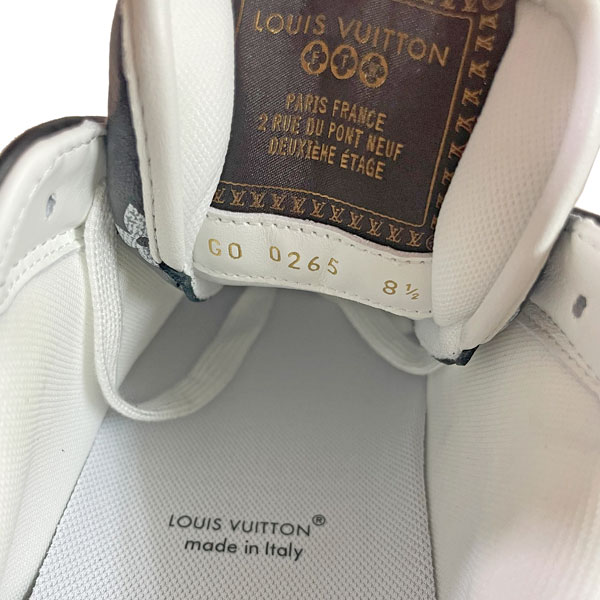 LOUIS VUITTON
PARIS FRANCE
2 RUE DU PONT NEUF
DEUXIÈME ÉTAGE
GO 0265 8½
LOUIS VUITTON®
made in Italy